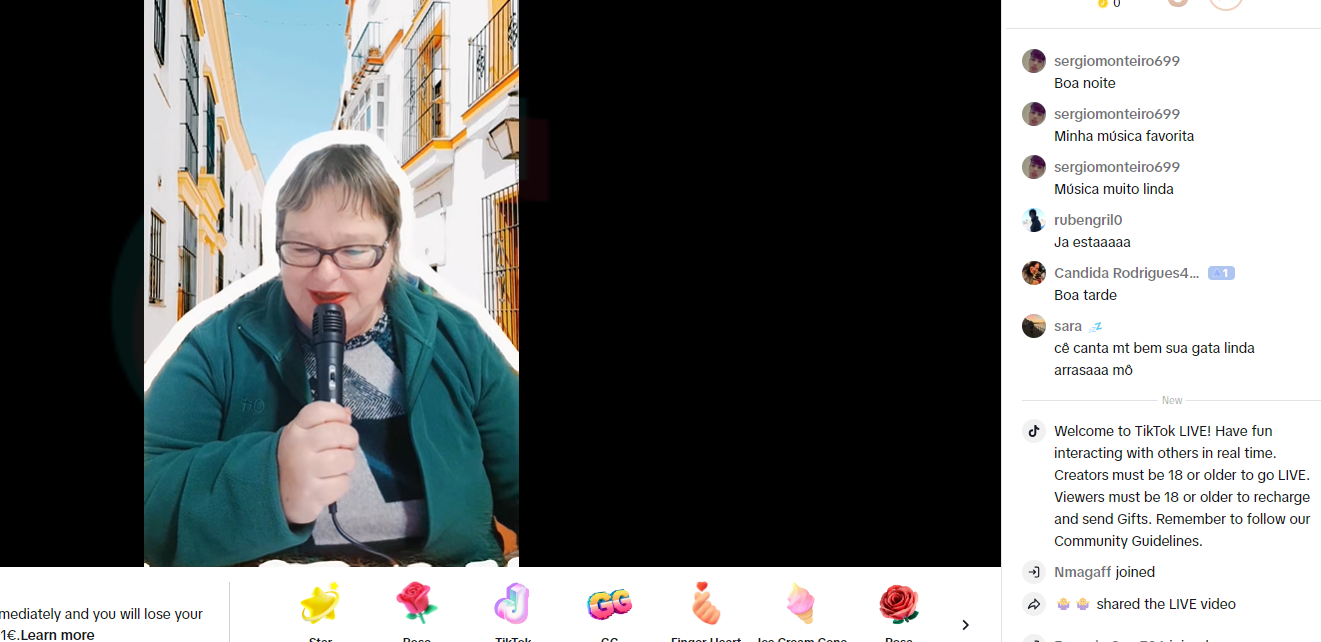 0
sergiomonteiro699
Boa noite
sergiomonteiro699
Minha música favorita
sergiomonteiro699
Música muito linda
rubengril0
Ja estaaaaa
Candida Rodrigues4... 1
Boa tarde
sara
cê canta mt bem sua gata linda
arrasaaa mô
New
Welcome to TikTok LIVE! Have fun
interacting with others in real time.
Creators must be 18 or older to go LIVE.
Viewers must be 18 or older to recharge
and send Gifts. Remember to follow our
Community Guidelines.
Nmagaff joined
shared the LIVE video
mediately and you will lose your
1€.Learn more
GG
Star Rose TikTok GG Finger Heart Ice Cream Cone Rosa